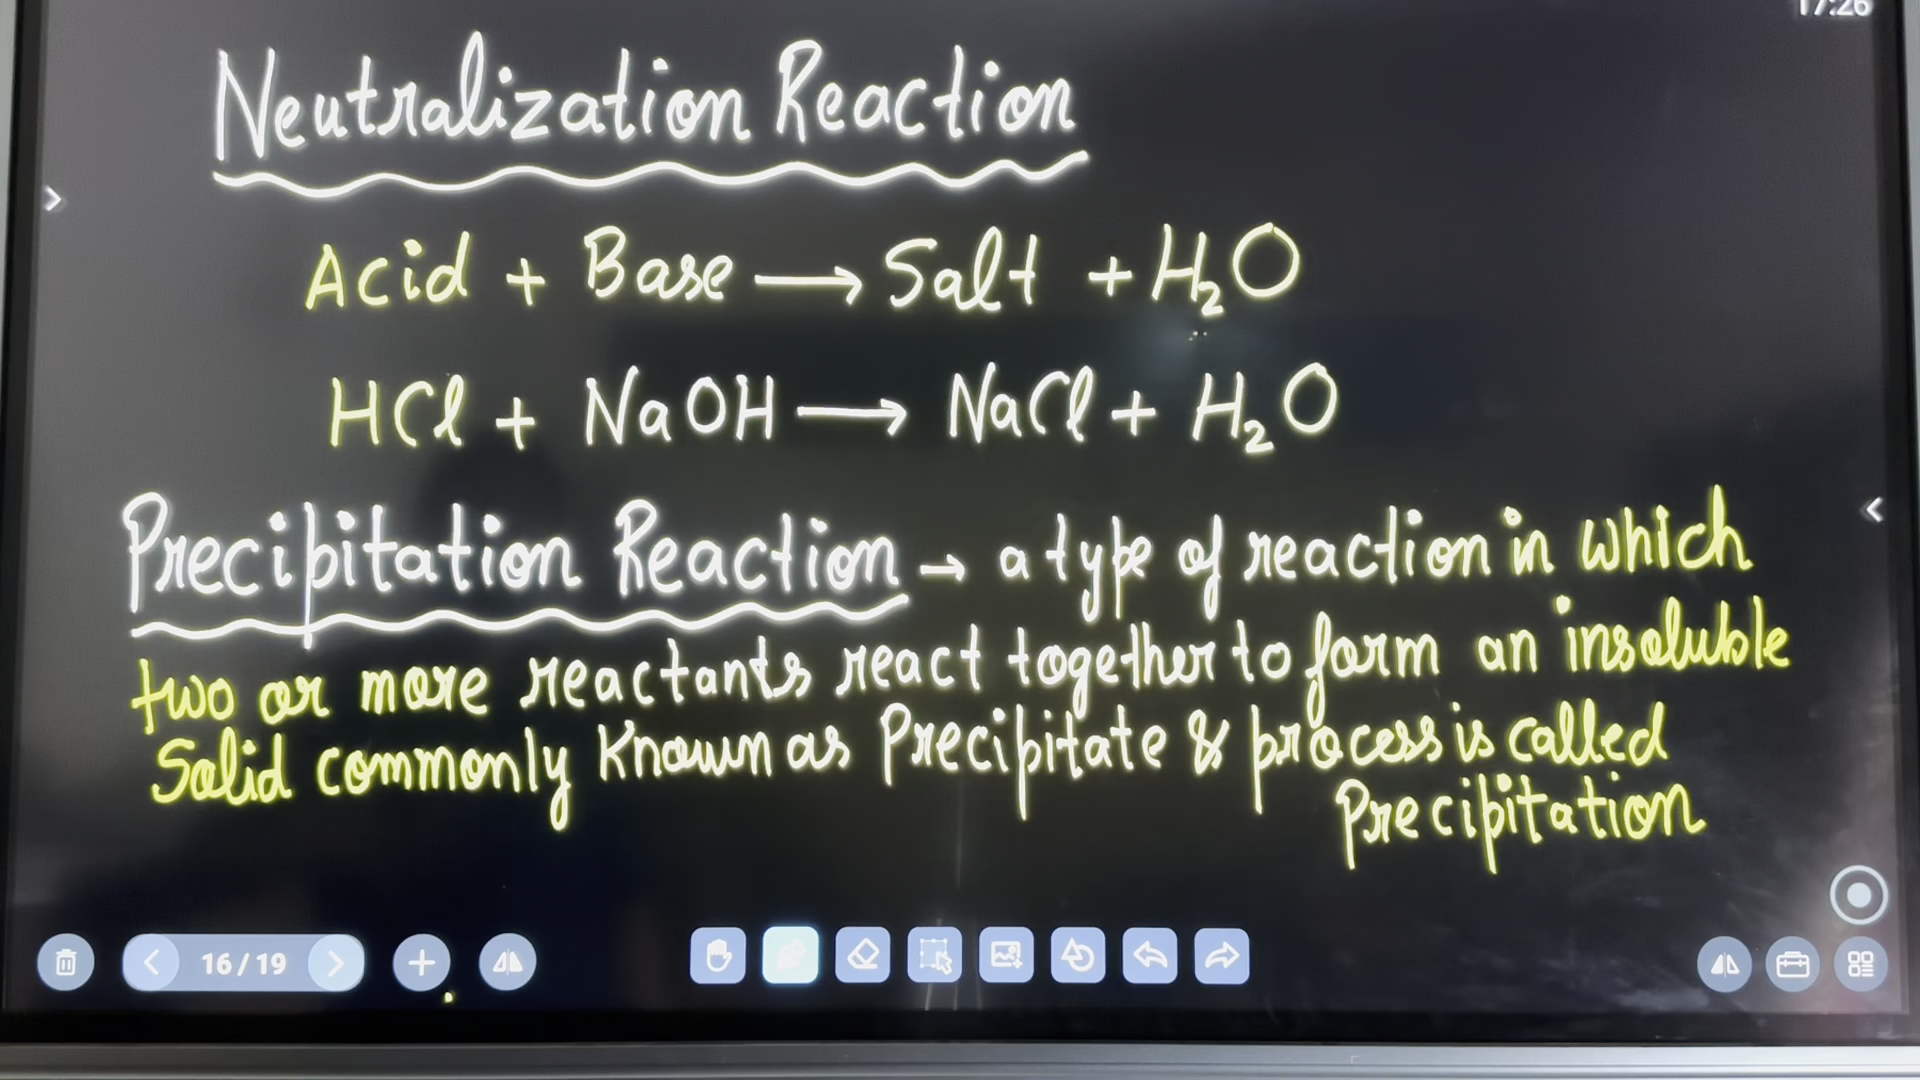 17:26
Neutralization Reaction
Acid + Base → Salt + H₂O
HCl + NaOH → NaCl + H₂O
Precipitation Reaction → a type of reaction in which
two or more reactants react together to form an insoluble
Solid commonly known as Precipitate & process is called
Precipitation
16/19